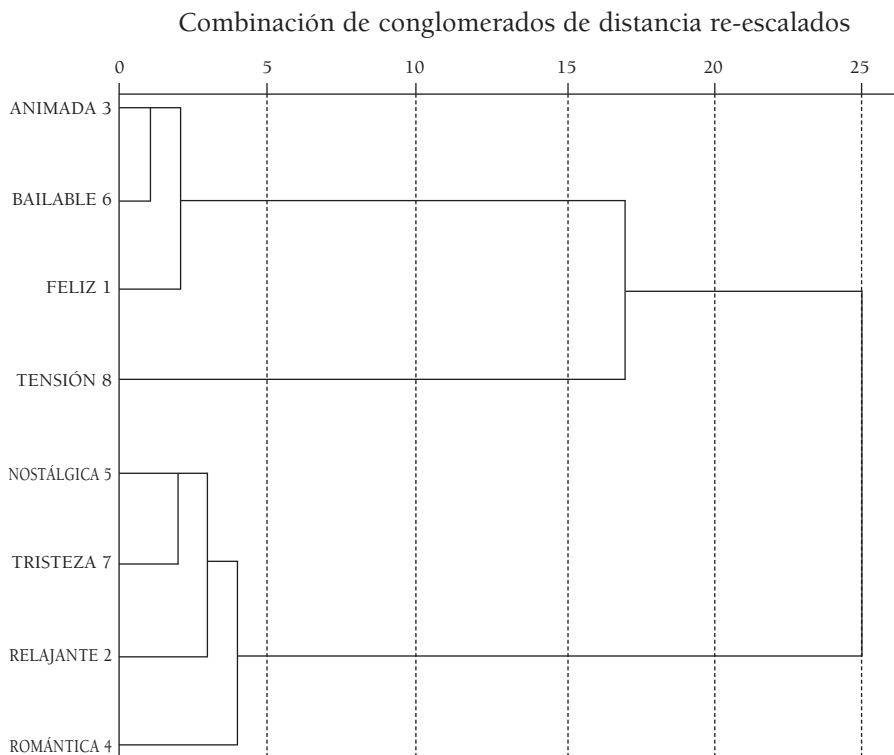 Combinación de conglomerados de distancia re-escalados
0 5 10 15 20 25
ANIMADA 3
BAILABLE 6
FELIZ 1
TENSIÓN 8
NOSTÁLGICA 5
TRISTEZA 7
RELAJANTE 2
ROMÁNTICA 4